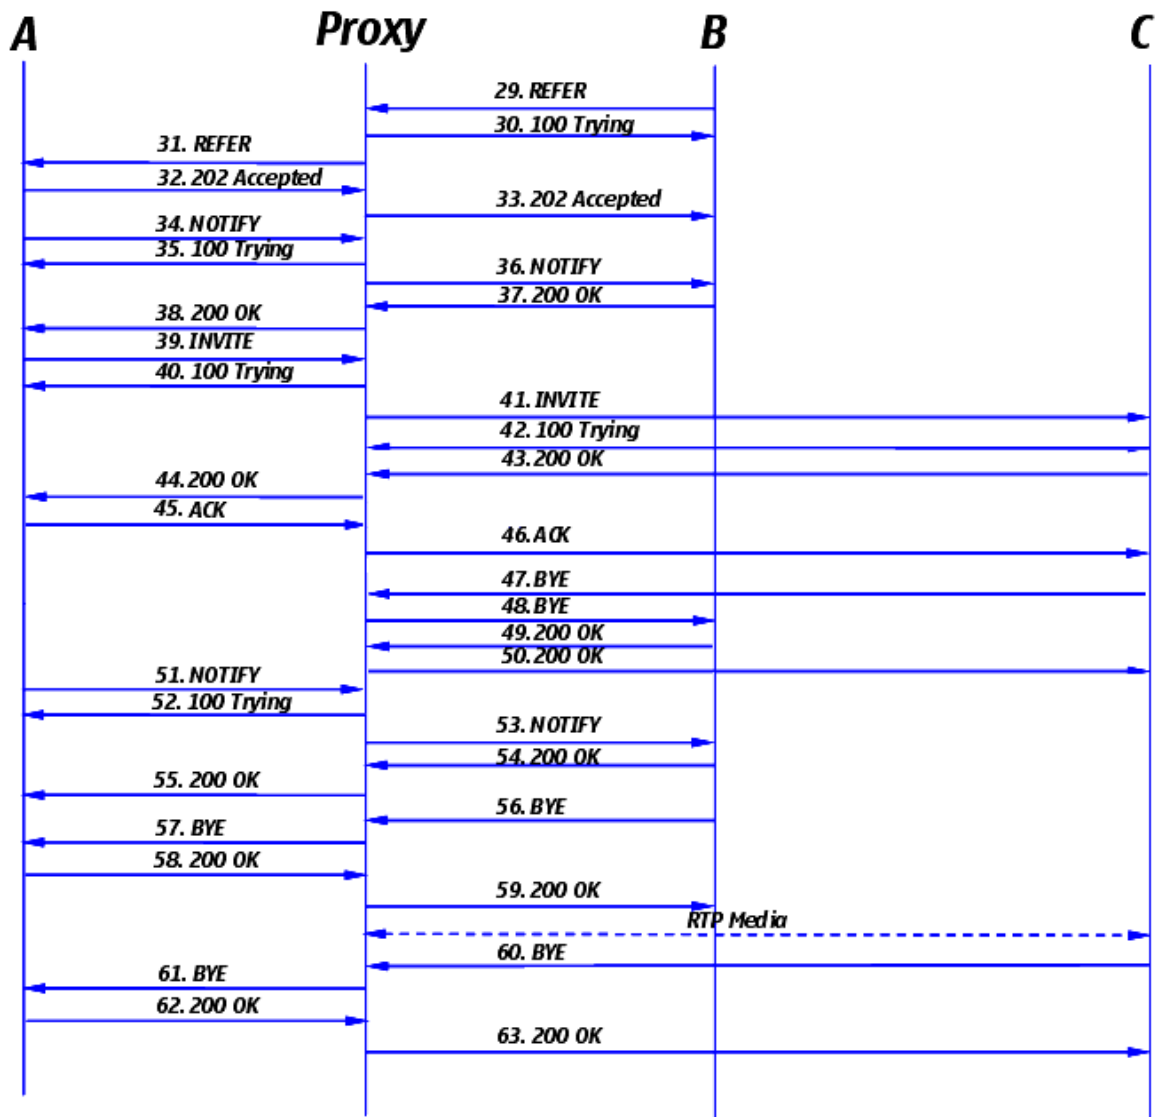 A Proxy B C
29. REFER
30. 100 Trying
31. REFER
32. 202 Accepted
33. 202 Accepted
34. NOTIFY
35. 100 Trying
36. NOTIFY
37. 200 OK
38. 200 OK
39. INVITE
40. 100 Trying
41. INVITE
42. 100 Trying
43. 200 OK
44. 200 OK
45. ACK
46. ACK
47. BYE
48. BYE
49. 200 OK
50. 200 OK
51. NOTIFY
52. 100 Trying
53. NOTIFY
54. 200 OK
55. 200 OK
56. BYE
57. BYE
58. 200 OK
59. 200 OK
RTP Media
60. BYE
61. BYE
62. 200 OK
63. 200 OK